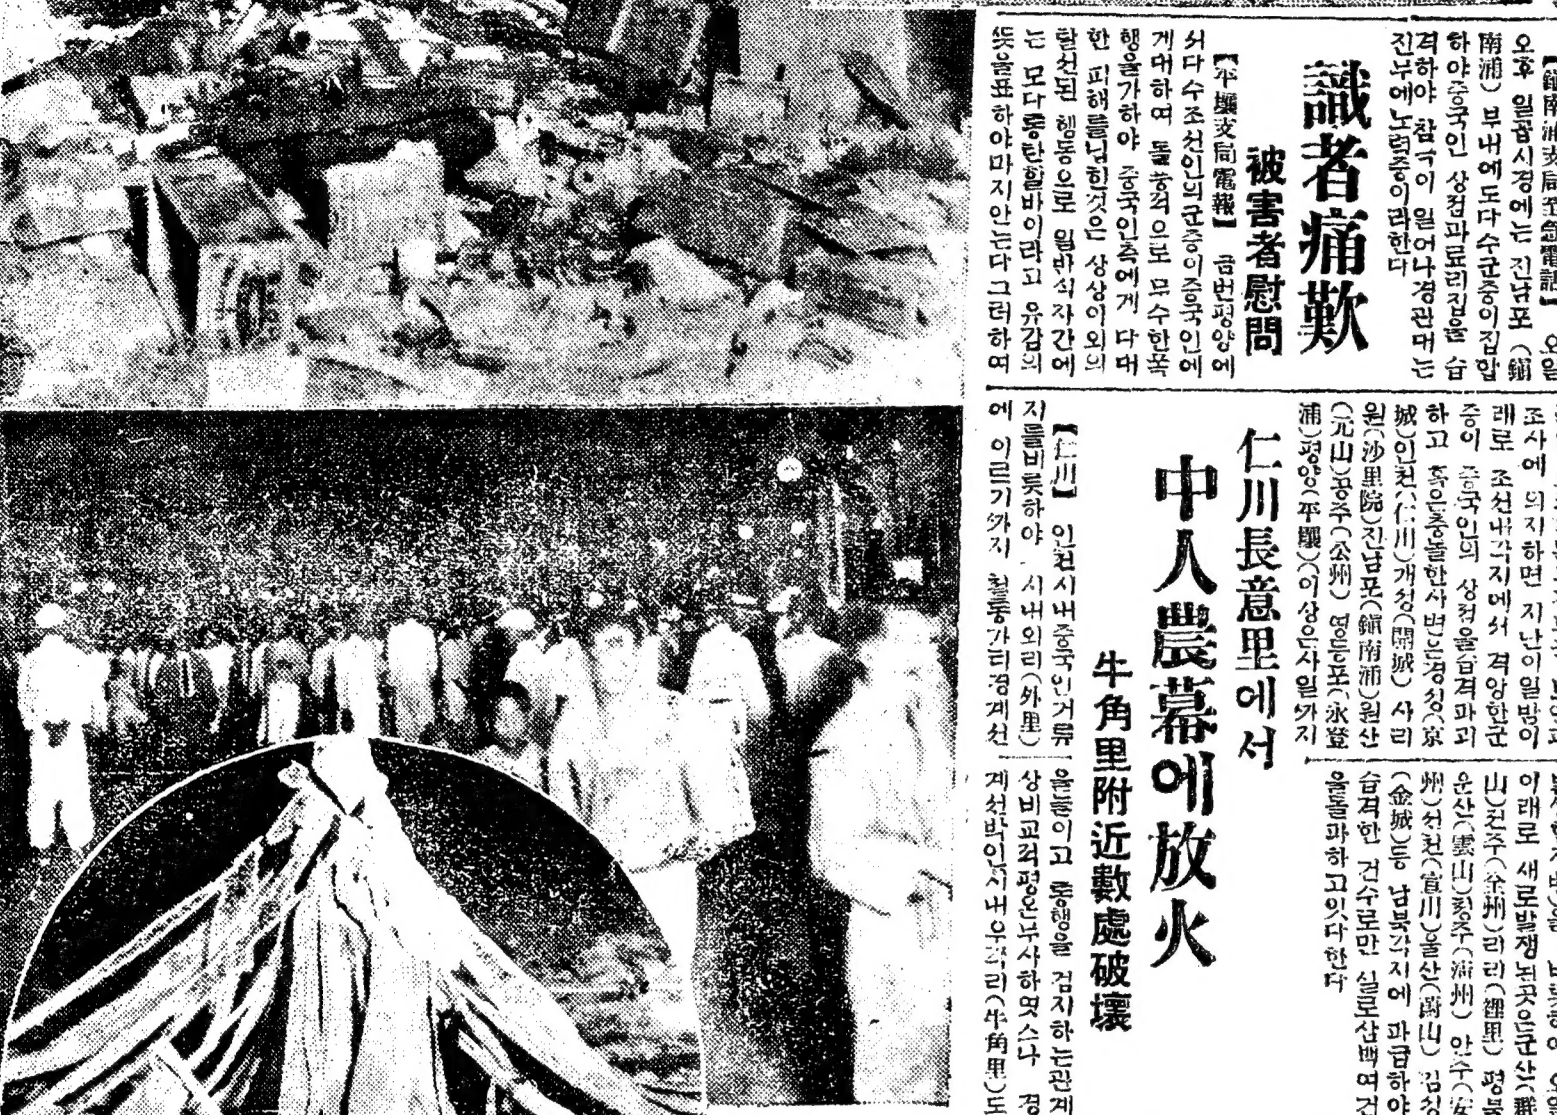 【鎭南浦支局至急電話】 오일
오후 일곱시경에는 진남포(鎭
南浦) 부내에도다수군중이집합
하야중국인 상점과료리집을 습
격하야 참극이 일어나경관대는
진부에노력중이라한다
識者痛歎
被害者慰問
【平壤支局電報】 금번평양에
서다수조선인의군중이중국인에
게대하여 돌풍적으로 무수한폭
행을가하야 중국인측에게 다대
한 피해를닙힌것은 상상이외의
탈선된 행동으로 일반식자간에
는 모다통탄할바이라고 유감의
뜻을표하야마지안는다그러하여
조사에 의지하면 지난이일밤이
래로 조선내각지에서 격앙한군
중이 중국인의 상점을습격과괴
하고 혹은충돌한사변은경성(京
城)인천(仁川)개성(開城) 사리
원(沙里院)진남포(鎭南浦)원산
(元山)공주(公州) 영등포(永登
浦)평양(平壤)(이상은사일까지
이래로 새로발쟁된곳은군산(群
山)전주(全州)리리(裡里) 평북
운산(雲山) 안주(安
州)선천(宣川)울산(蔚山) 김성
(金城)등 남북각지에 과급하야
습격한 건수로만 실로삼백여건
을돌과하고잇다한다
仁川長意里에서
中人農幕에放火
牛角里附近數處破壞
【仁川】 인천시내중국인거류
지를비롯하야 시내외리(外里)
에 이르기까지 철통가티경계선
을늘이고 통행을 검지하는관계
상비교적평온무사하엿스나 경
계선박인시내우각리(牛角里)도